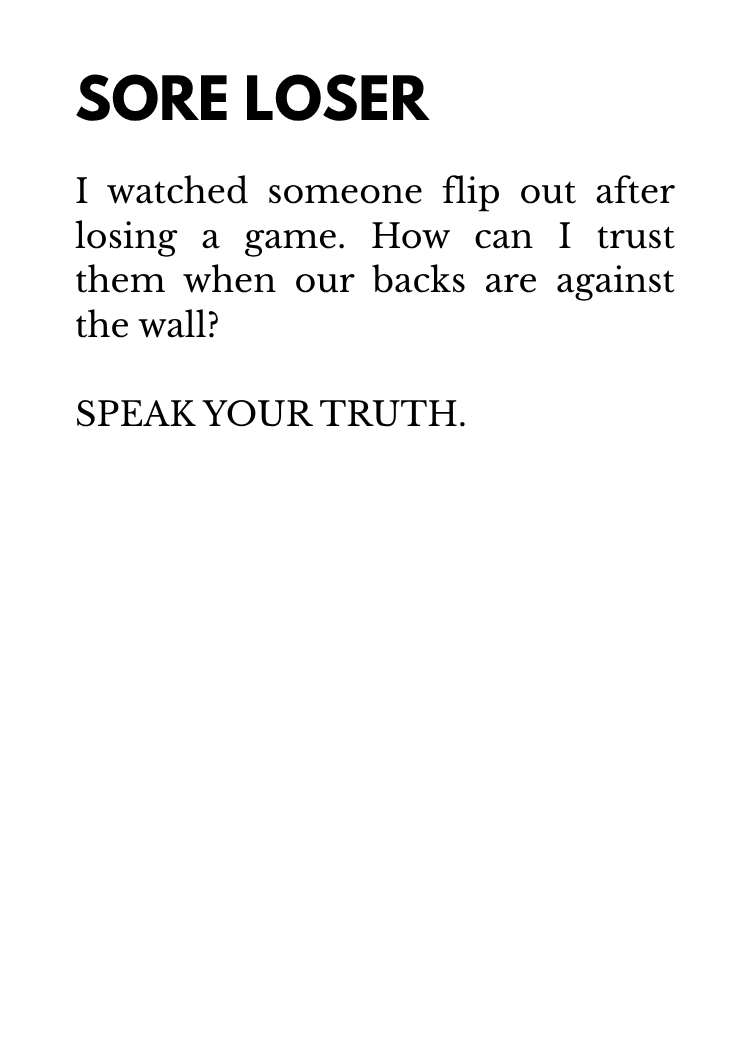 SORE LOSER
I watched someone flip out after
losing a game. How can I trust
them when our backs are against
the wall?
SPEAK YOUR TRUTH.